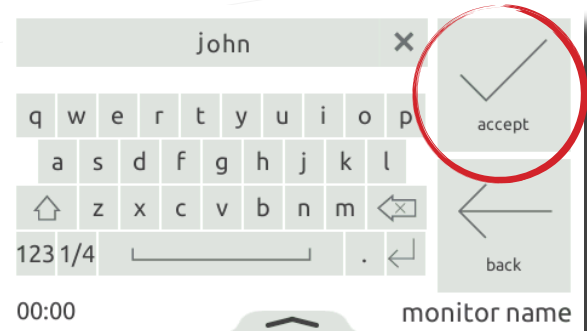 john
q w e r t y u i o p
accept
a s d f g h j k l
z x c v b n m
back
123 1/4 .
00:00
monitor name